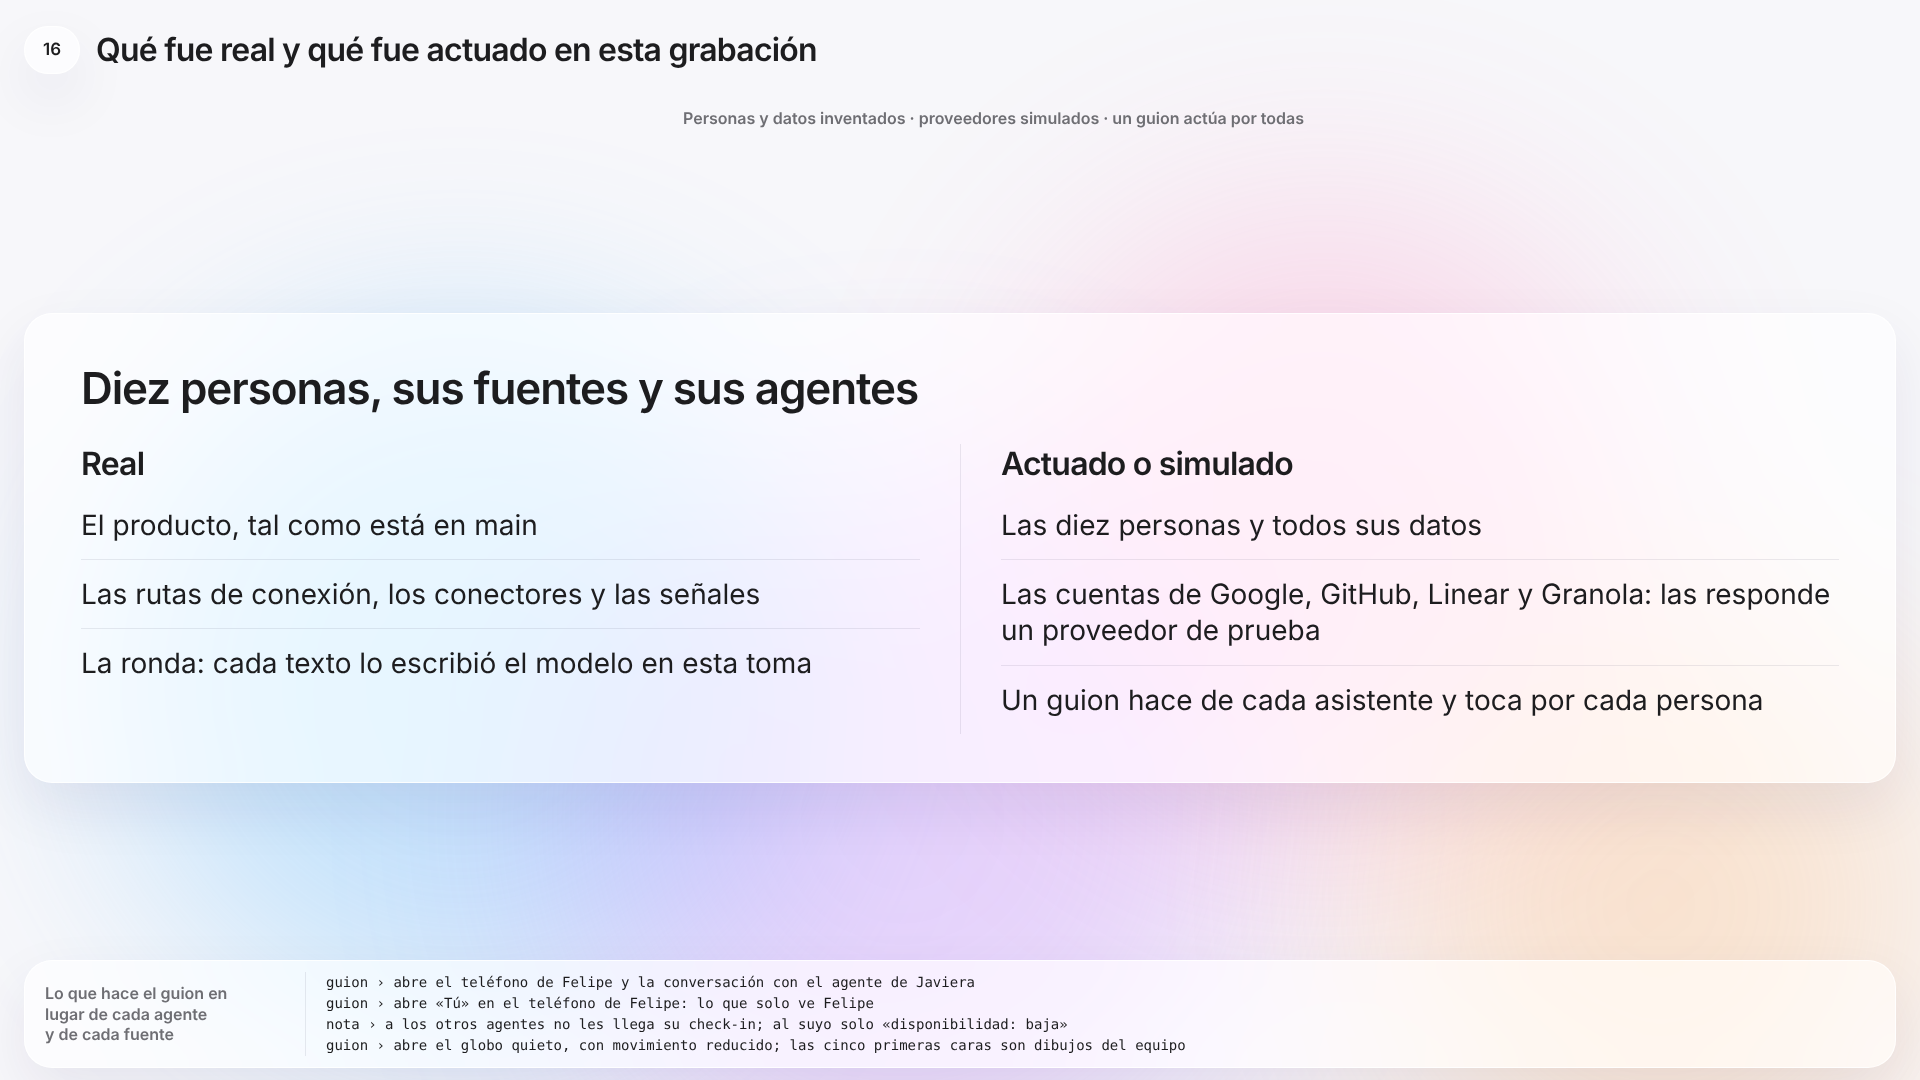 16
Qué fue real y qué fue actuado en esta grabación
Personas y datos inventados · proveedores simulados · un guion actúa por todas
Diez personas, sus fuentes y sus agentes
Real
El producto, tal como está en main
Las rutas de conexión, los conectores y las señales
La ronda: cada texto lo escribió el modelo en esta toma
Actuado o simulado
Las diez personas y todos sus datos
Las cuentas de Google, GitHub, Linear y Granola: las responde
un proveedor de prueba
Un guion hace de cada asistente y toca por cada persona
Lo que hace el guion en
lugar de cada agente
y de cada fuente
guion › abre el teléfono de Felipe y la conversación con el agente de Javiera
guion › abre «Tú» en el teléfono de Felipe: lo que solo ve Felipe
nota › a los otros agentes no les llega su check-in; al suyo solo «disponibilidad: baja»
guion › abre el globo quieto, con movimiento reducido; las cinco primeras caras son dibujos del equipo